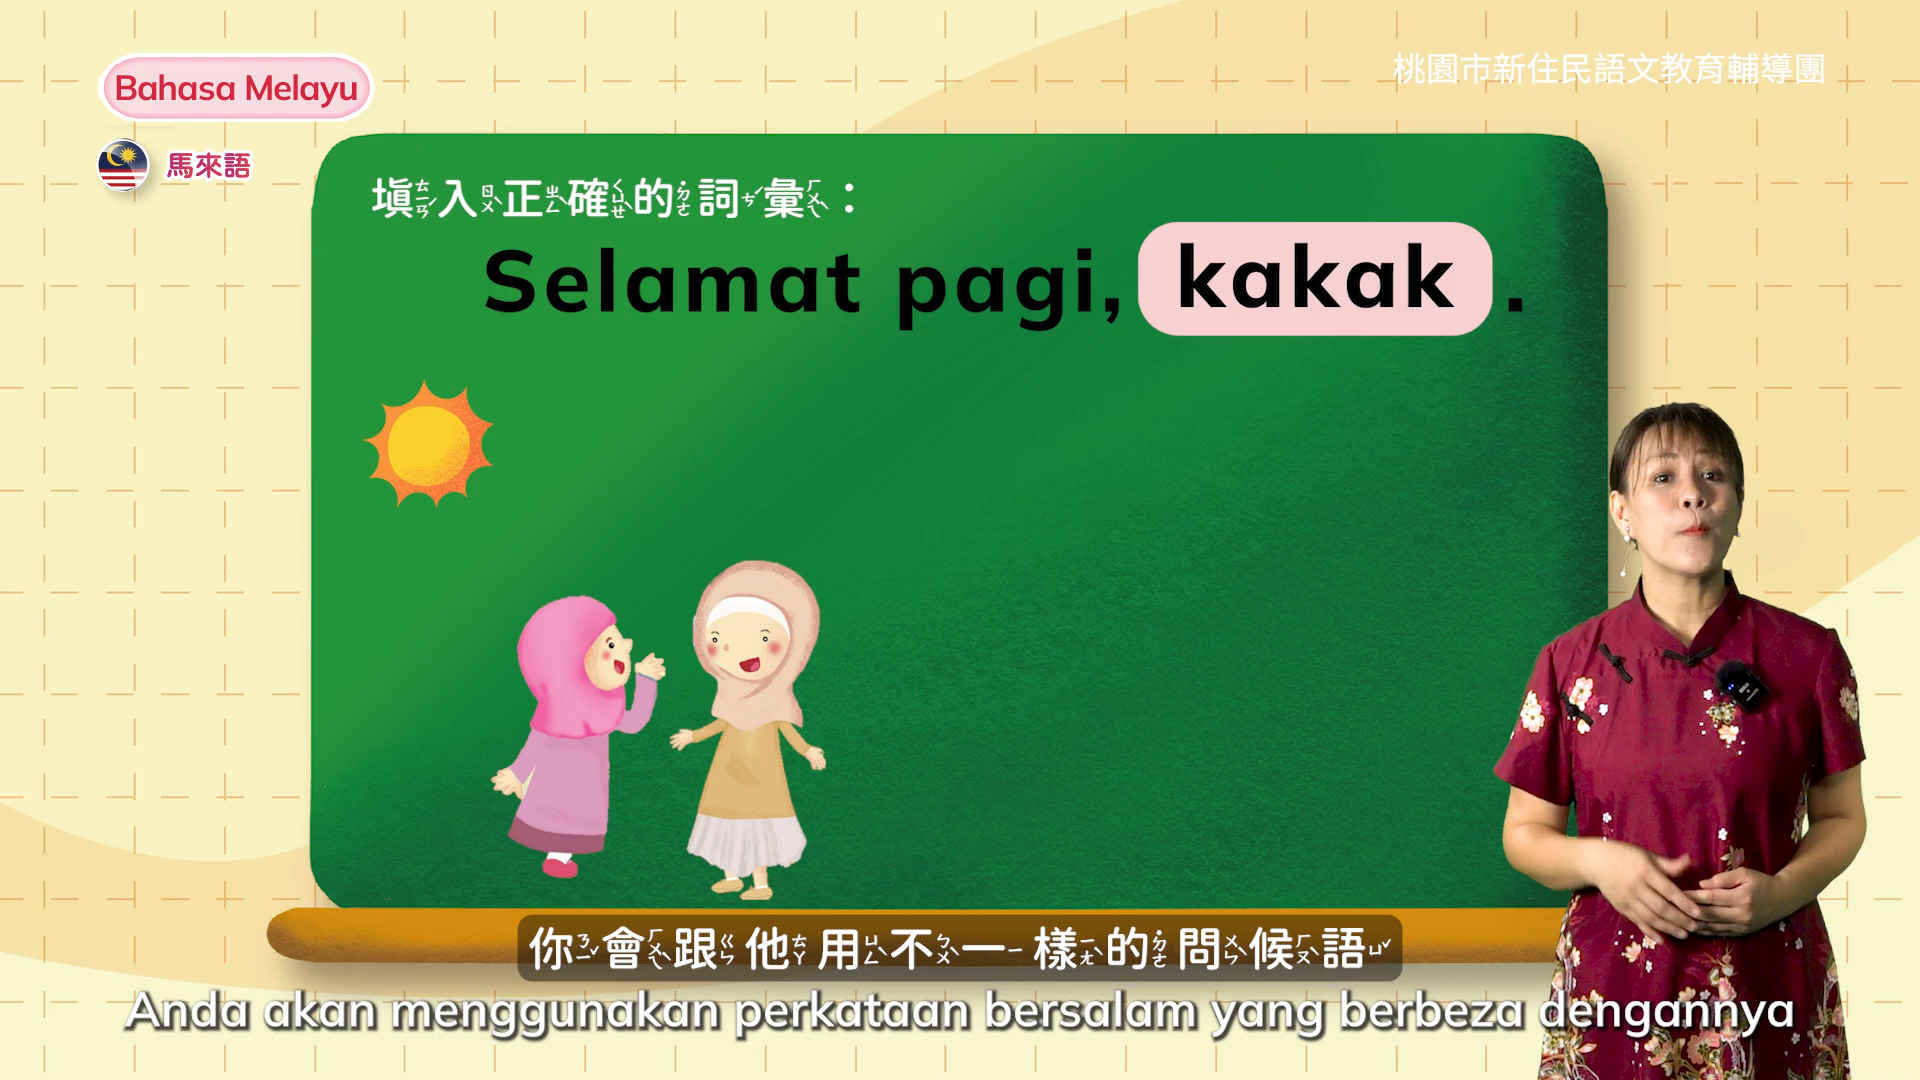 Bahasa Melayu
馬來語
桃園市新住民語文教育輔導團
填入正確的詞彙：
Selamat pagi, kakak.
你會跟他用不一樣的問候語
Anda akan menggunakan perkataan bersalam yang berbeza dengannya